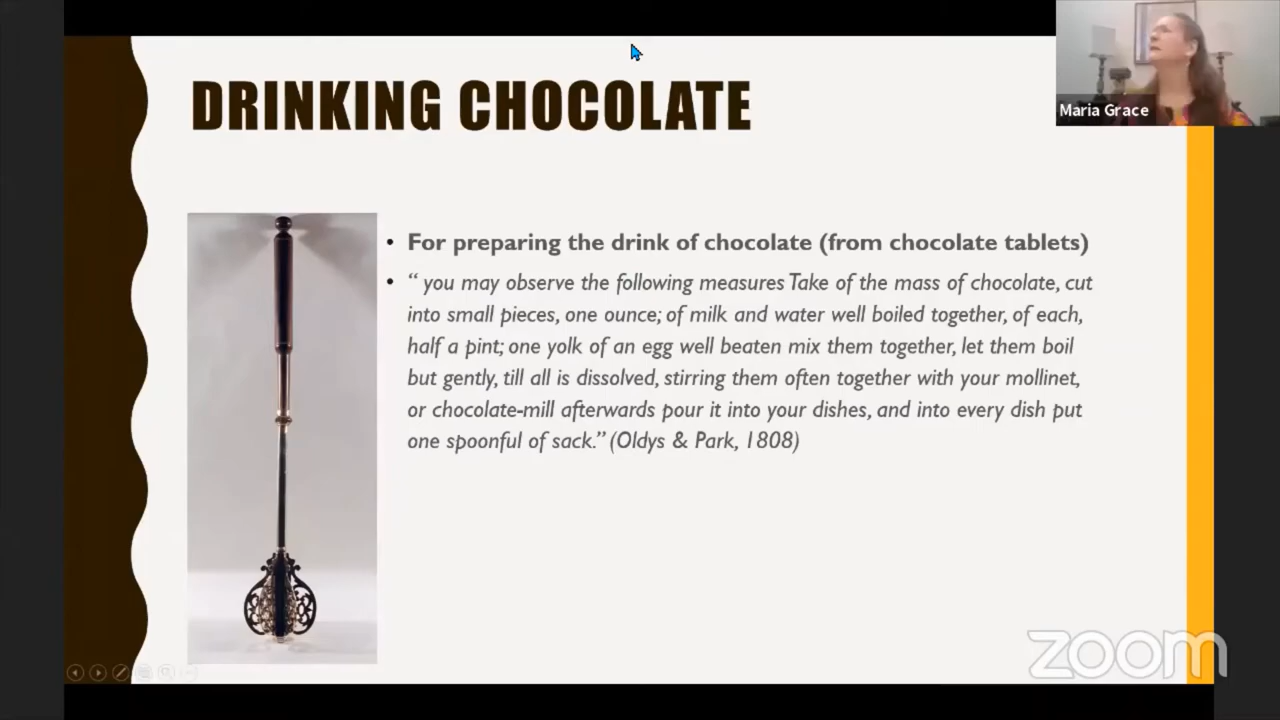 DRINKING CHOCOLATE
Maria Grace
• For preparing the drink of chocolate (from chocolate tablets)
• “ you may observe the following measures Take of the mass of chocolate, cut
into small pieces, one ounce; of milk and water well boiled together, of each,
half a pint; one yolk of an egg well beaten mix them together, let them boil
but gently, till all is dissolved, stirring them often together with your mollinet,
or chocolate-mill afterwards pour it into your dishes, and into every dish put
one spoonful of sack.” (Oldys & Park, 1808)
zoom